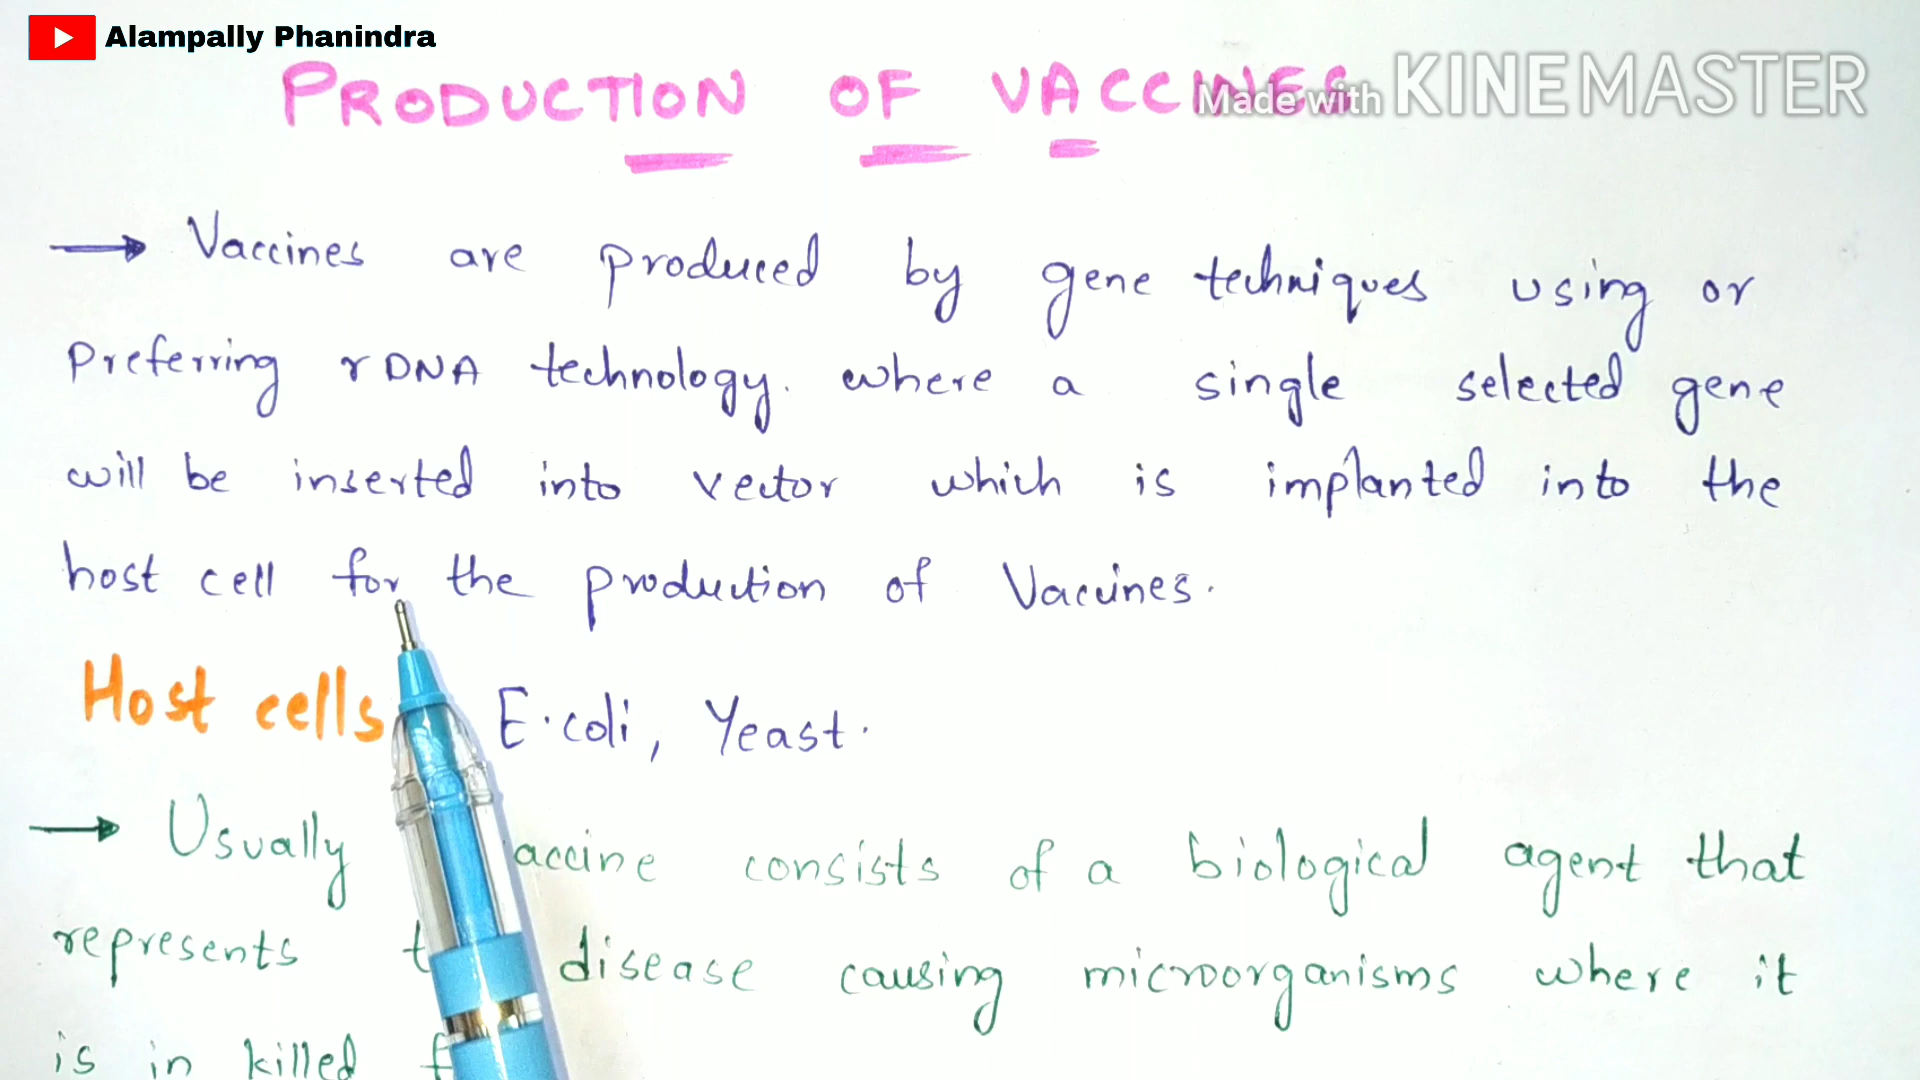 Alampally Phanindra
PRODUCTION OF VACCINES
Made with KINEMASTER
→ Vaccines are produced by gene techniques using or
Preferring rDNA technology. where a single selected gene
will be inserted into vector which is implanted into the
host cell for the production of Vaccines.
Host cells E.coli, Yeast.
→ Usually accine consists of a biological agent that
represents disease causing microorganisms where it
is in killed